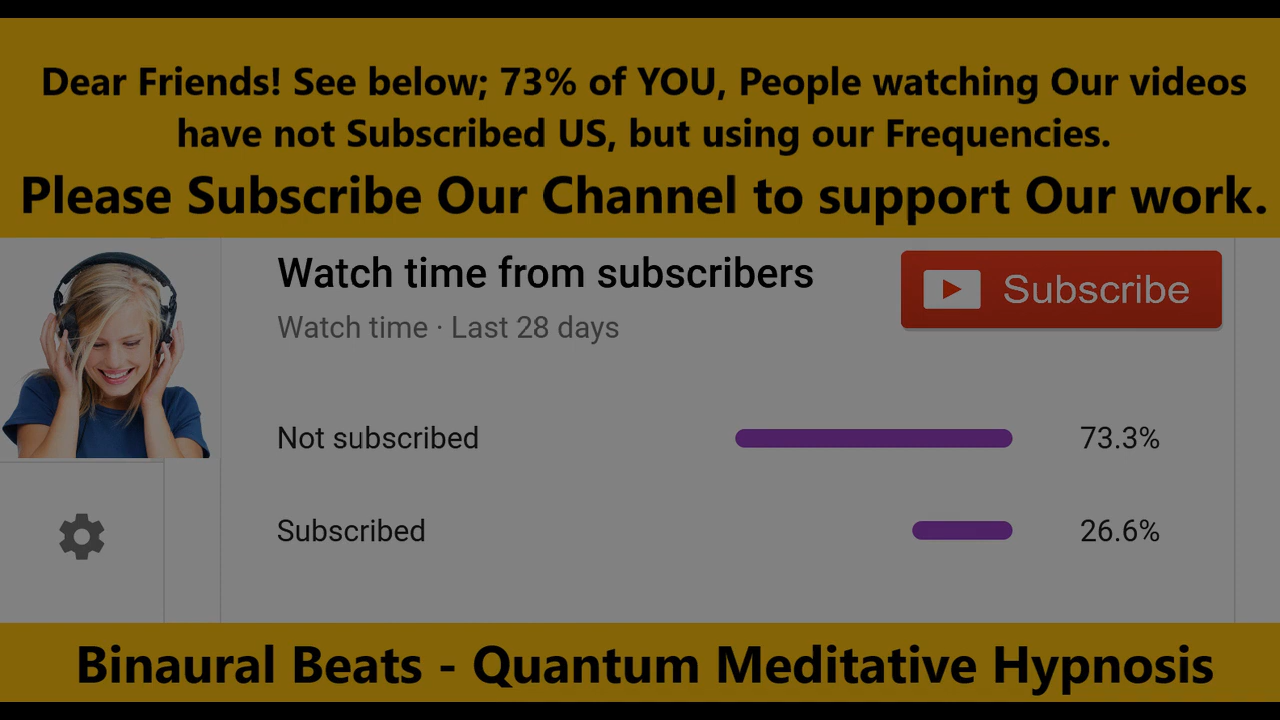 Dear Friends! See below; 73% of YOU, People watching Our videos
have not Subscribed US, but using our Frequencies.
Please Subscribe Our Channel to support Our work.
Watch time from subscribers
Subscribe
Watch time · Last 28 days
Not subscribed 73.3%
Subscribed 26.6%
Binaural Beats - Quantum Meditative Hypnosis